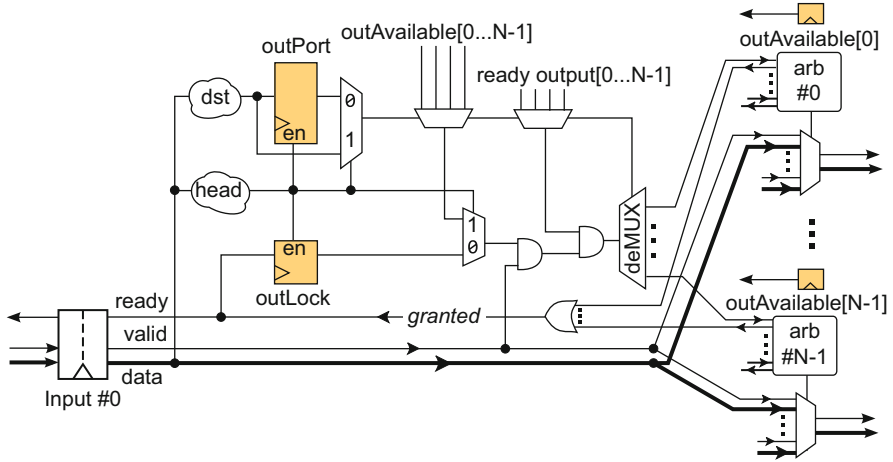 outPort
outAvailable[0...N-1]
ready output[0...N-1]
outAvailable[0]
arb
#0
dst
0
en
1
head
1
0
en
outLock
deMUX
ready
granted
valid
data
Input #0
outAvailable[N-1]
arb
#N-1